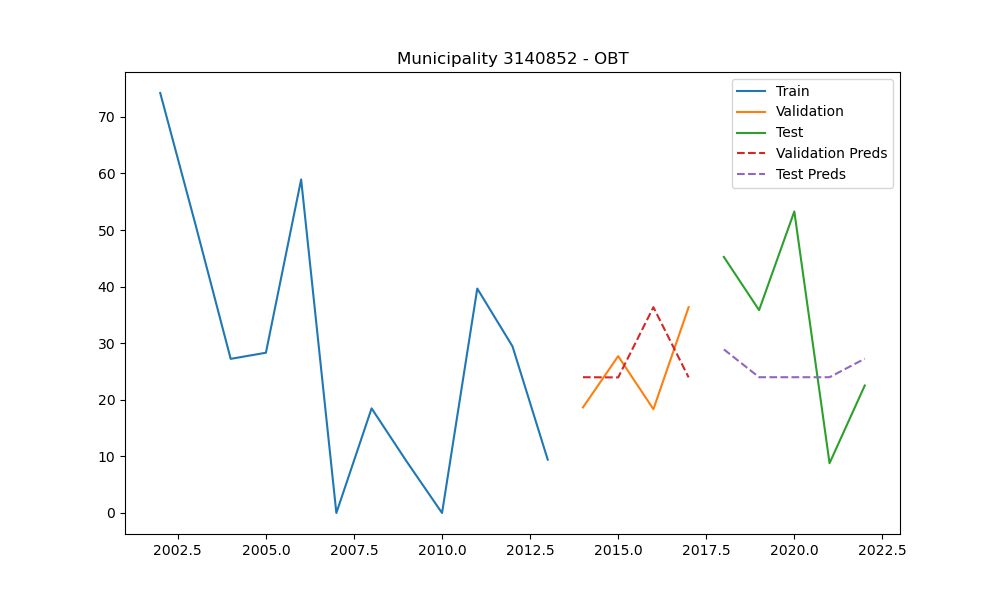 Municipality 3140852 - OBT
Train
Validation
Test
Validation Preds
Test Preds
70
60
50
40
30
20
10
0
2002.5 2005.0 2007.5 2010.0 2012.5 2015.0 2017.5 2020.0 2022.5